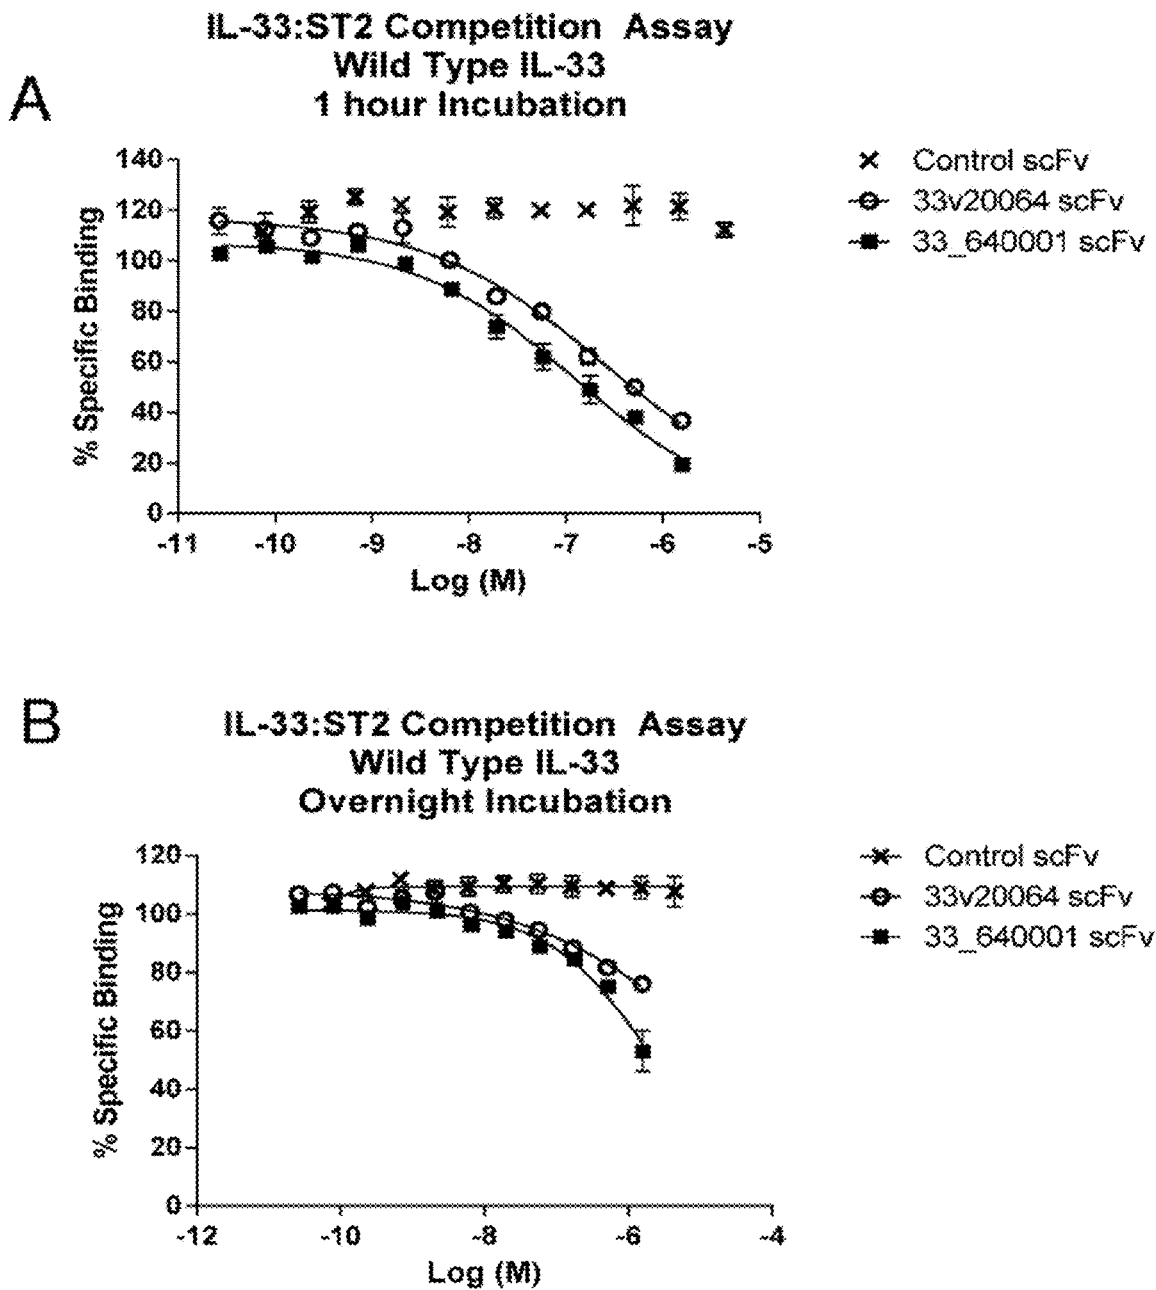 IL-33:ST2 Competition Assay
Wild Type IL-33
1 hour Incubation
A
140
120
100
80
60
40
20
0
% Specific Binding
-11 -10 -9 -8 -7 -6 -5
Log (M)
Control scFv
33v20064 scFv
33_640001 scFv
B
IL-33:ST2 Competition Assay
Wild Type IL-33
Overnight Incubation
120
100
80
60
40
20
0
% Specific Binding
-12 -10 -8 -6 -4
Log (M)
Control scFv
33v20064 scFv
33_640001 scFv